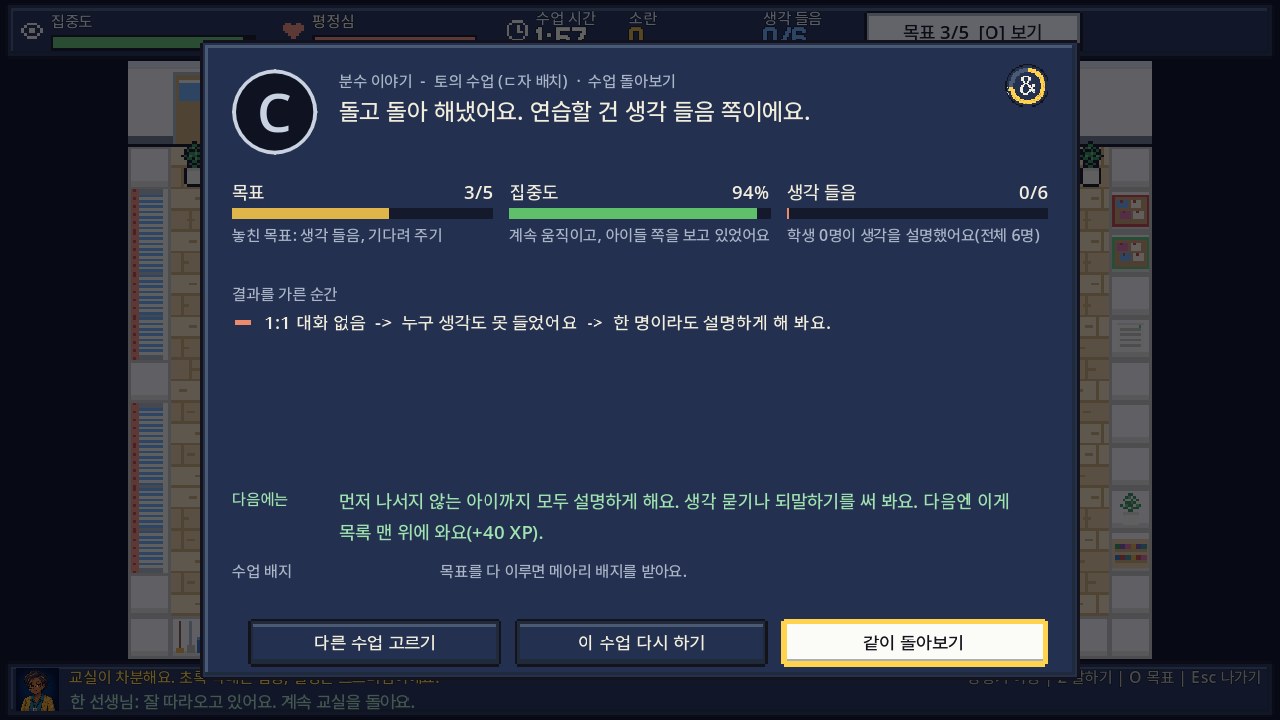 집중도
평정심
수업 시간
1:57
소란
0
생각 들음
0/6
목표 3/5 [O] 보기
C
분수 이야기 - 토의 수업 (ㄷ자 배치) · 수업 돌아보기
돌고 돌아 해냈어요. 연습할 건 생각 들음 쪽이에요.
&
목표 3/5
놓친 목표: 생각 들음, 기다려 주기
집중도 94%
계속 움직이고, 아이들 쪽을 보고 있었어요
생각 들음 0/6
학생 0명이 생각을 설명했어요(전체 6명)
결과를 가른 순간
1:1 대화 없음 -> 누구 생각도 못 들었어요 -> 한 명이라도 설명하게 해 봐요.
다음에는
먼저 나서지 않는 아이까지 모두 설명하게 해요. 생각 묻기나 되말하기를 써 봐요. 다음엔 이게
목록 맨 위에 와요(+40 XP).
수업 배지 목표를 다 이루면 메아리 배지를 받아요.
다른 수업 고르기
이 수업 다시 하기
같이 돌아보기
교실이 차분해요.
한 선생님: 잘 따라오고 있어요. 계속 교실을 돌아요.
| O 목표 | Esc 나가기